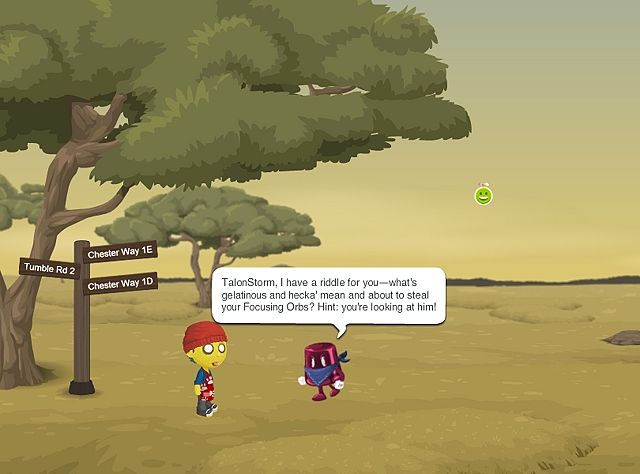 Chester Way 1E
Tumble Rd 2
Chester Way 1D
TalonStorm, I have a riddle for you—what's
gelatinous and hecka' mean and about to steal
your Focusing Orbs? Hint: you're looking at him!